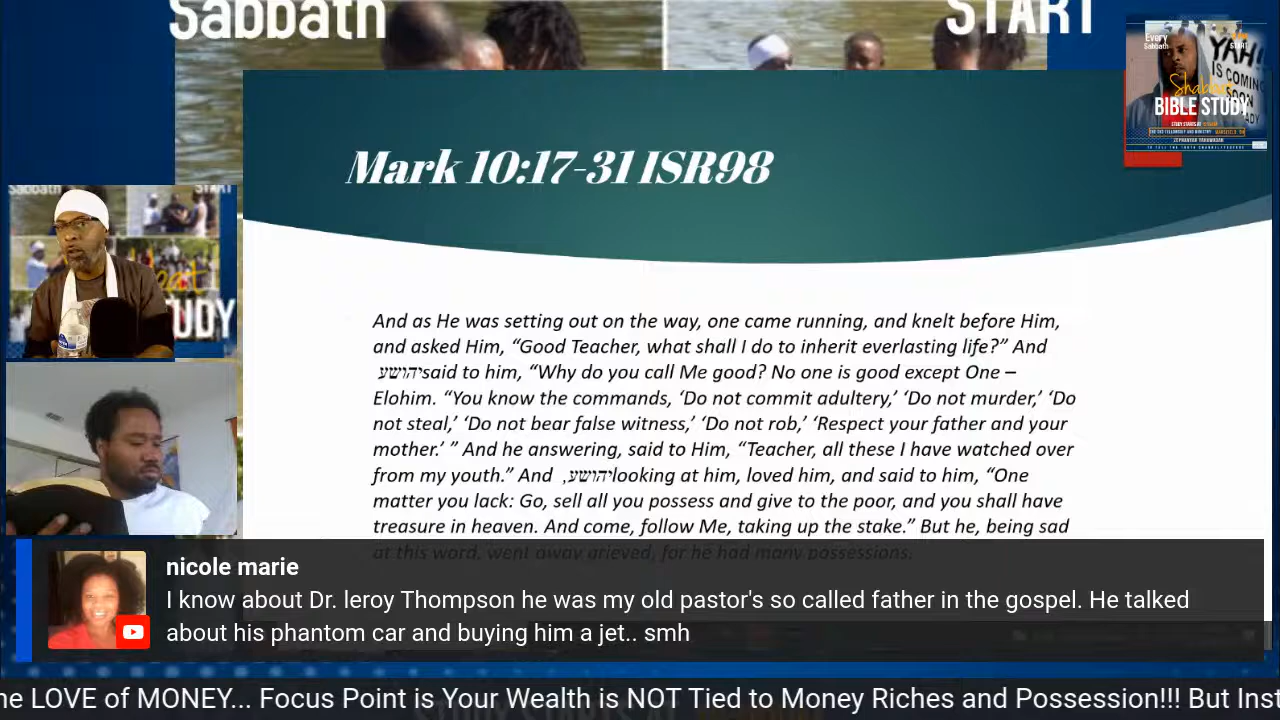 Sabbath
START
Every
Sabbath
START
YAH!
IS COMING
SOON
Shabbat
BIBLE STUDY
Mark 10:17-31 ISR98
START
UDY
And as He was setting out on the way, one came running, and knelt before Him,
and asked Him, “Good Teacher, what shall I do to inherit everlasting life?” And
יהושע said to him, “Why do you call Me good? No one is good except One –
Elohim. “You know the commands, ‘Do not commit adultery,’ ‘Do not murder,’ ‘Do
not steal,’ ‘Do not bear false witness,’ ‘Do not rob,’ ‘Respect your father and your
mother.’ ” And he answering, said to Him, “Teacher, all these I have watched over
from my youth.” And יהושע, looking at him, loved him, and said to him, “One
matter you lack: Go, sell all you possess and give to the poor, and you shall have
treasure in heaven. And come, follow Me, taking up the stake.” But he, being sad
at this word, went away grieved, for he had many possessions.
nicole marie
I know about Dr. leroy Thompson he was my old pastor's so called father in the gospel. He talked
about his phantom car and buying him a jet.. smh
he LOVE of MONEY... Focus Point is Your Wealth is NOT Tied to Money Riches and Possession!!! But Inst